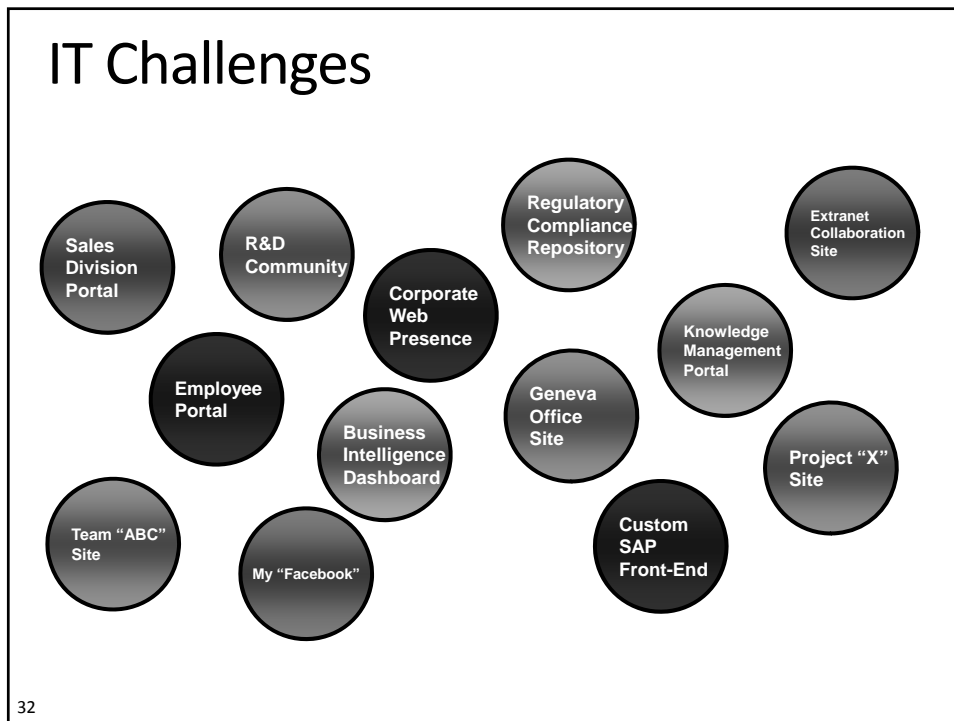 IT Challenges
Sales
Division
Portal
R&D
Community
Corporate
Web
Presence
Regulatory
Compliance
Repository
Extranet
Collaboration
Site
Employee
Portal
Business
Intelligence
Dashboard
Geneva
Office
Site
Knowledge
Management
Portal
Project “X”
Site
Team “ABC”
Site
My “Facebook”
Custom
SAP
Front-End
32